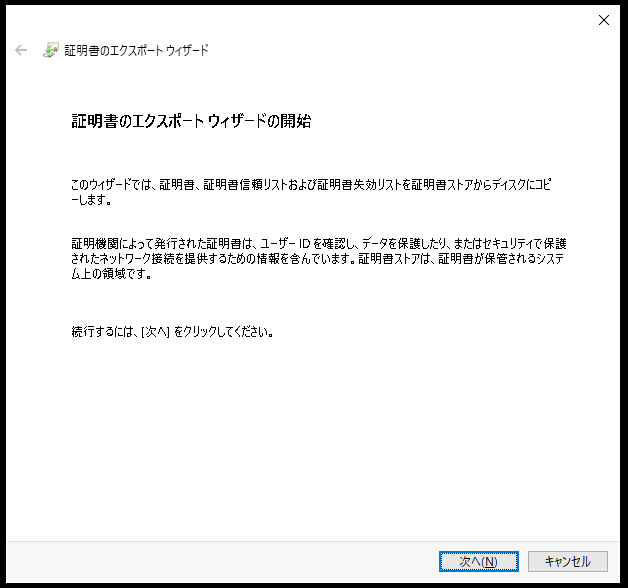 証明書のエクスポート ウィザード
証明書のエクスポート ウィザードの開始
このウィザードでは、証明書、証明書信頼リストおよび証明書失効リストを証明書ストアからディスクにコピ
ーします。
証明機関によって発行された証明書は、ユーザー ID を確認し、データを保護したり、またはセキュリティで保護
されたネットワーク接続を提供するための情報を含んでいます。証明書ストアは、証明書が保管されるシステ
ム上の領域です。
続行するには、[次へ] をクリックしてください。
次へ(N)
キャンセル